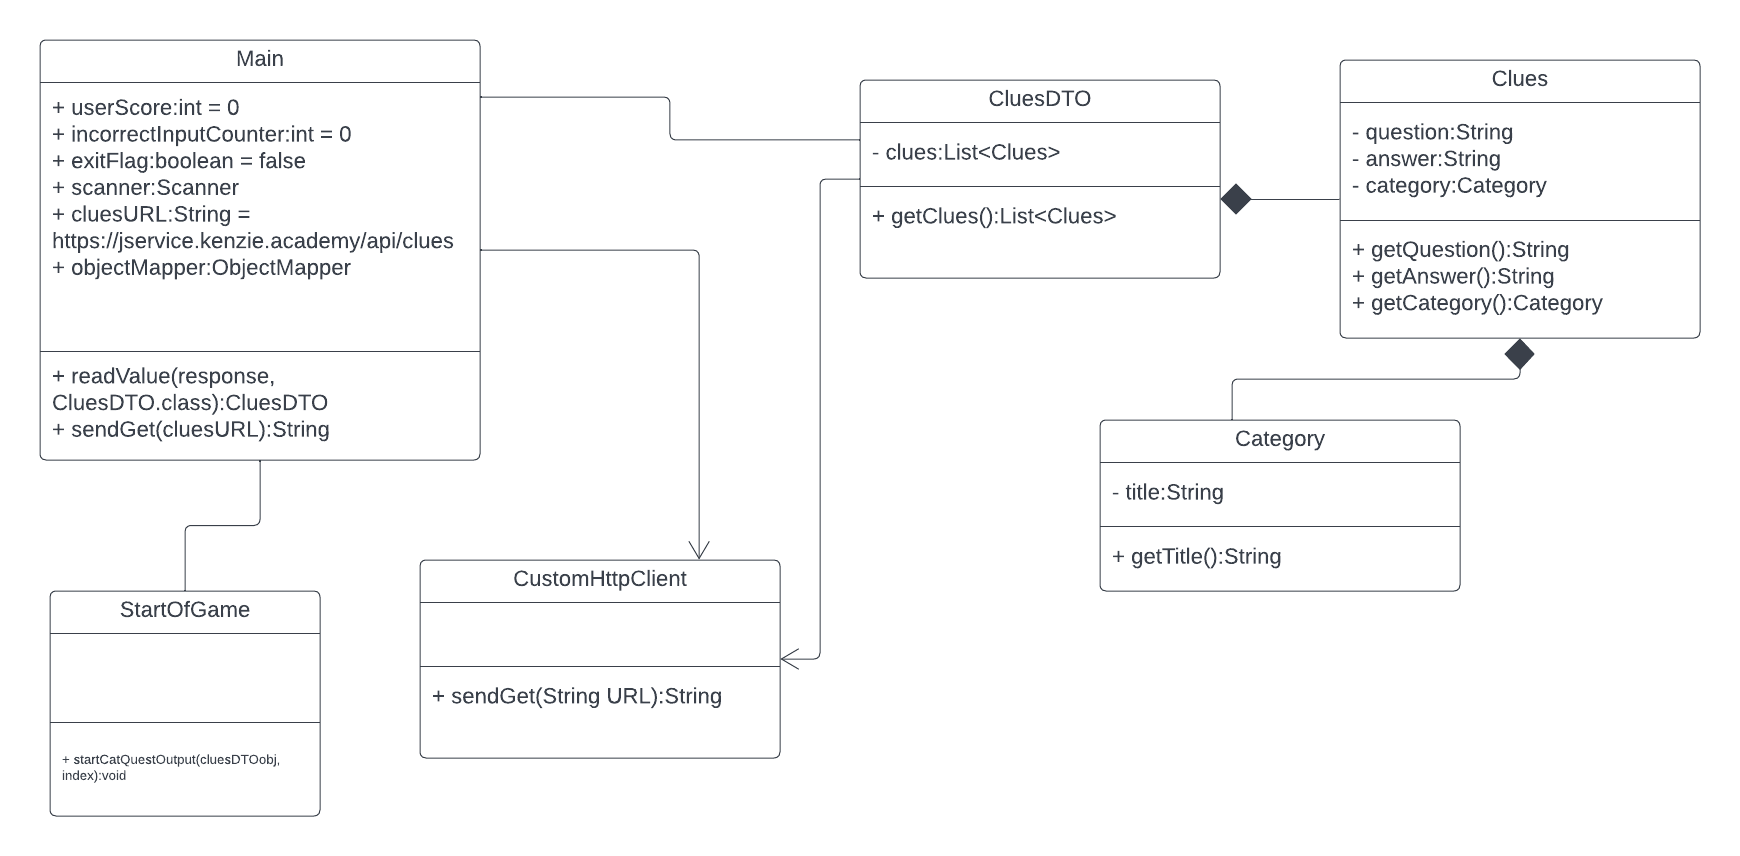 Main
+ userScore:int = 0
+ incorrectInputCounter:int = 0
+ exitFlag:boolean = false
+ scanner:Scanner
+ cluesURL:String =
https://jservice.kenzie.academy/api/clues
+ objectMapper:ObjectMapper
+ readValue(response,
CluesDTO.class):CluesDTO
+ sendGet(cluesURL):String
CluesDTO
- clues:List<Clues>
+ getClues():List<Clues>
Clues
- question:String
- answer:String
- category:Category
+ getQuestion():String
+ getAnswer():String
+ getCategory():Category
Category
- title:String
+ getTitle():String
StartOfGame
+ startCatQuestOutput(cluesDTOobj,
index):void
CustomHttpClient
+ sendGet(String URL):String